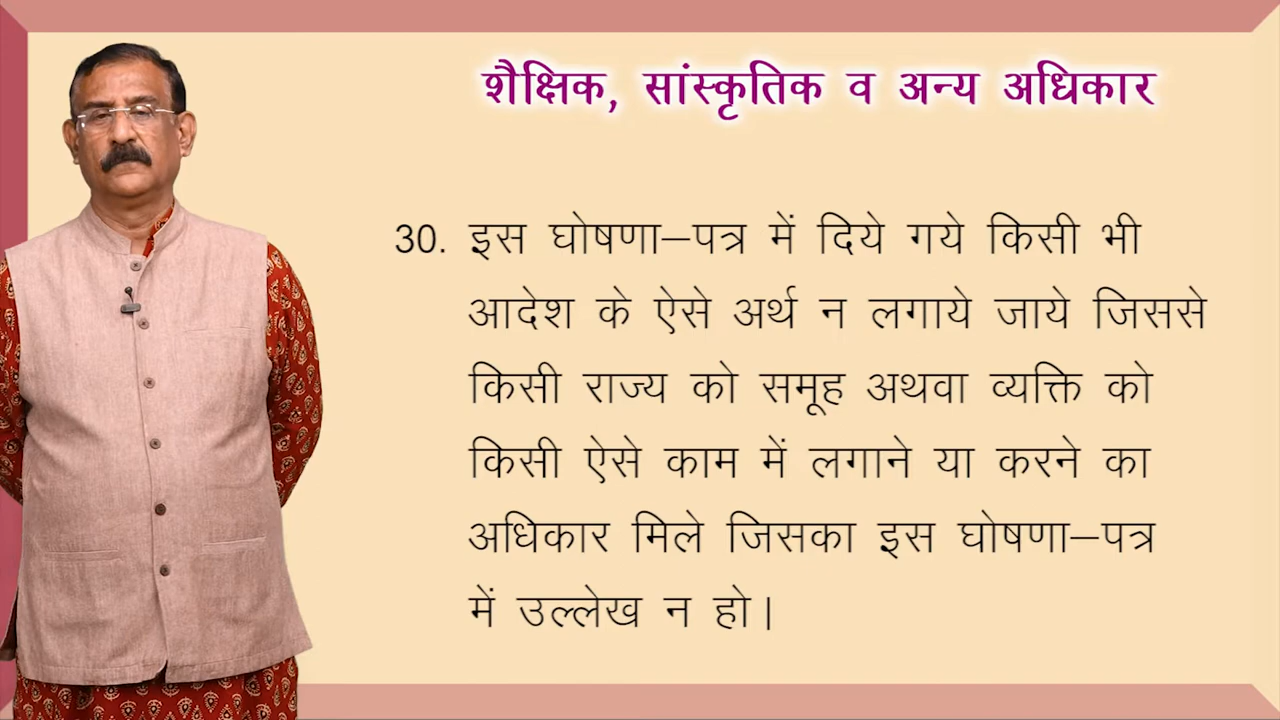 शैक्षिक, सांस्कृतिक व अन्य अधिकार
30. इस घोषणा–पत्र में दिये गये किसी भी
आदेश के ऐसे अर्थ न लगाये जाये जिससे
किसी राज्य को समूह अथवा व्यक्ति को
किसी ऐसे काम में लगाने या करने का
अधिकार मिले जिसका इस घोषणा–पत्र
में उल्लेख न हो।